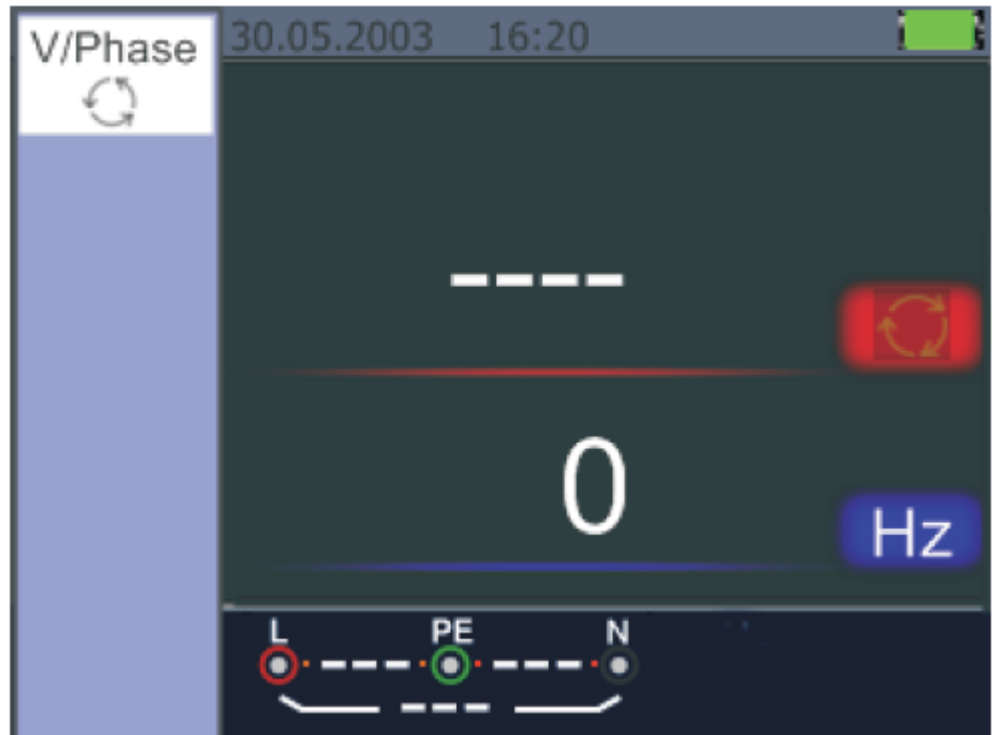 V/Phase
30.05.2003 16:20
----
0
Hz
L PE N
--- ---
---